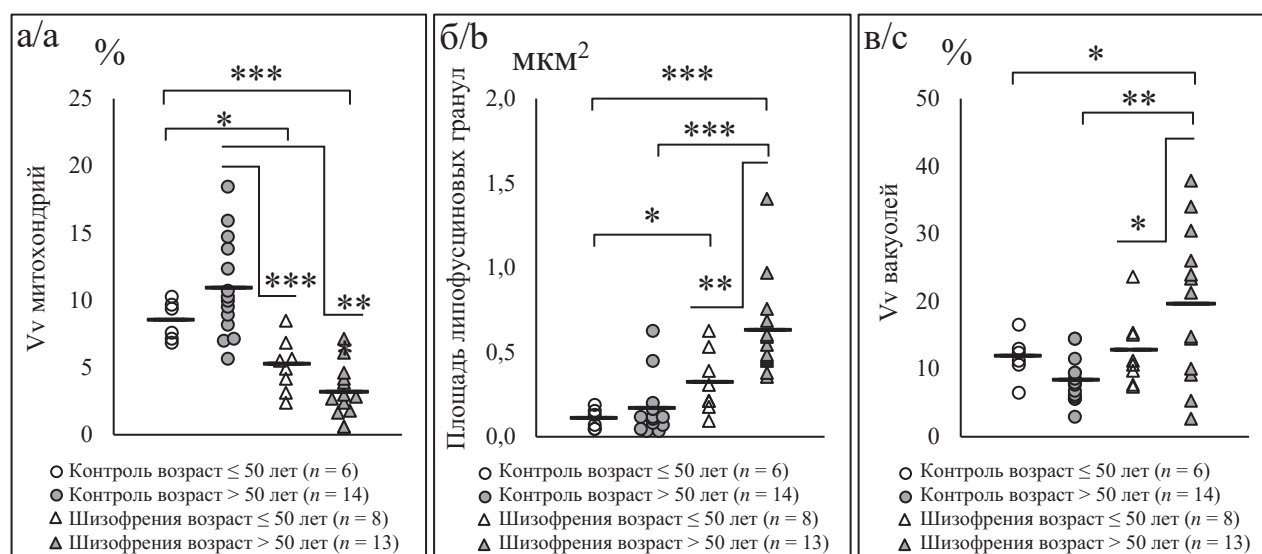 а/a
%
***
*
***
**
*
Vv митохондрий
25
20
15
10
5
0
○ Контроль возраст ≤ 50 лет (n = 6)
● Контроль возраст > 50 лет (n = 14)
△ Шизофрения возраст ≤ 50 лет (n = 8)
▲ Шизофрения возраст > 50 лет (n = 13)
б/b
мкм²
***
***
*
**
Площадь липофусциновых гранул
2,0
1,5
1,0
0,5
0,0
○ Контроль возраст ≤ 50 лет (n = 6)
● Контроль возраст > 50 лет (n = 14)
△ Шизофрения возраст ≤ 50 лет (n = 8)
▲ Шизофрения возраст > 50 лет (n = 13)
в/c
%
*
**
*
Vv вакуолей
50
40
30
20
10
0
○ Контроль возраст ≤ 50 лет (n = 6)
● Контроль возраст > 50 лет (n = 14)
△ Шизофрения возраст ≤ 50 лет (n = 8)
▲ Шизофрения возраст > 50 лет (n = 13)